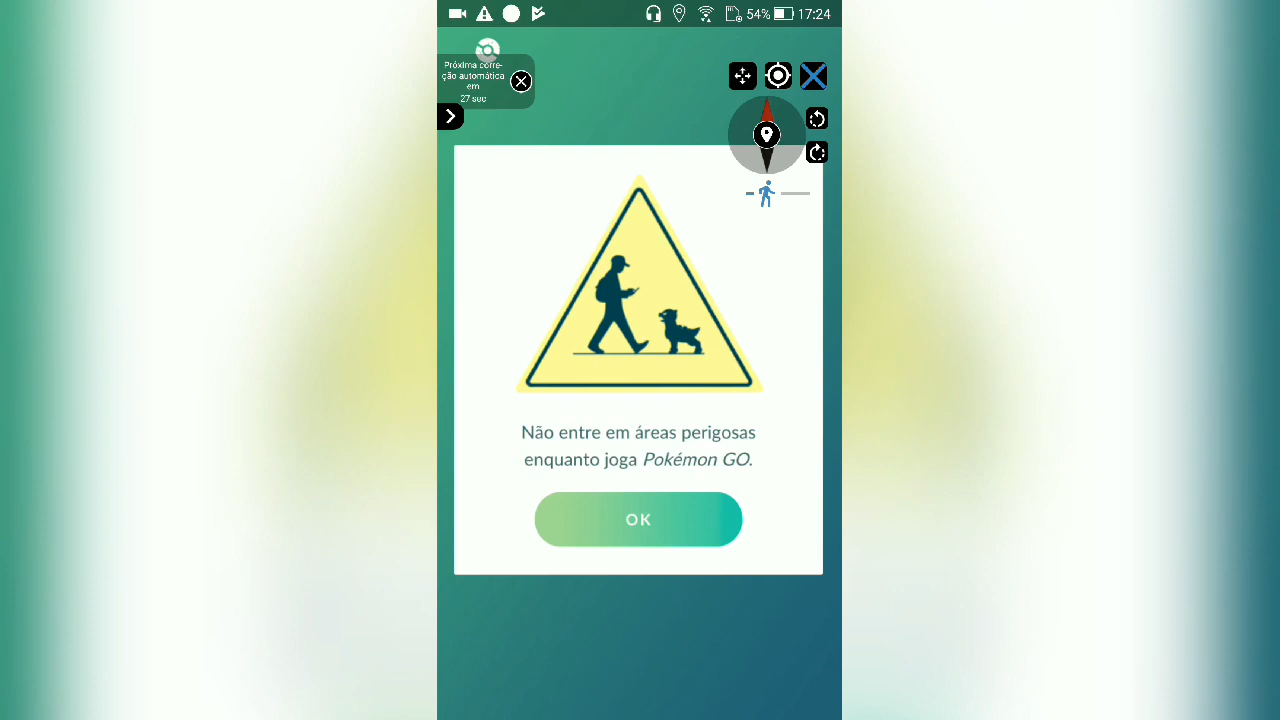 54% 17:24
Próxima corre-
ção automática
em
27 sec
Não entre em áreas perigosas
enquanto joga Pokémon GO.
OK